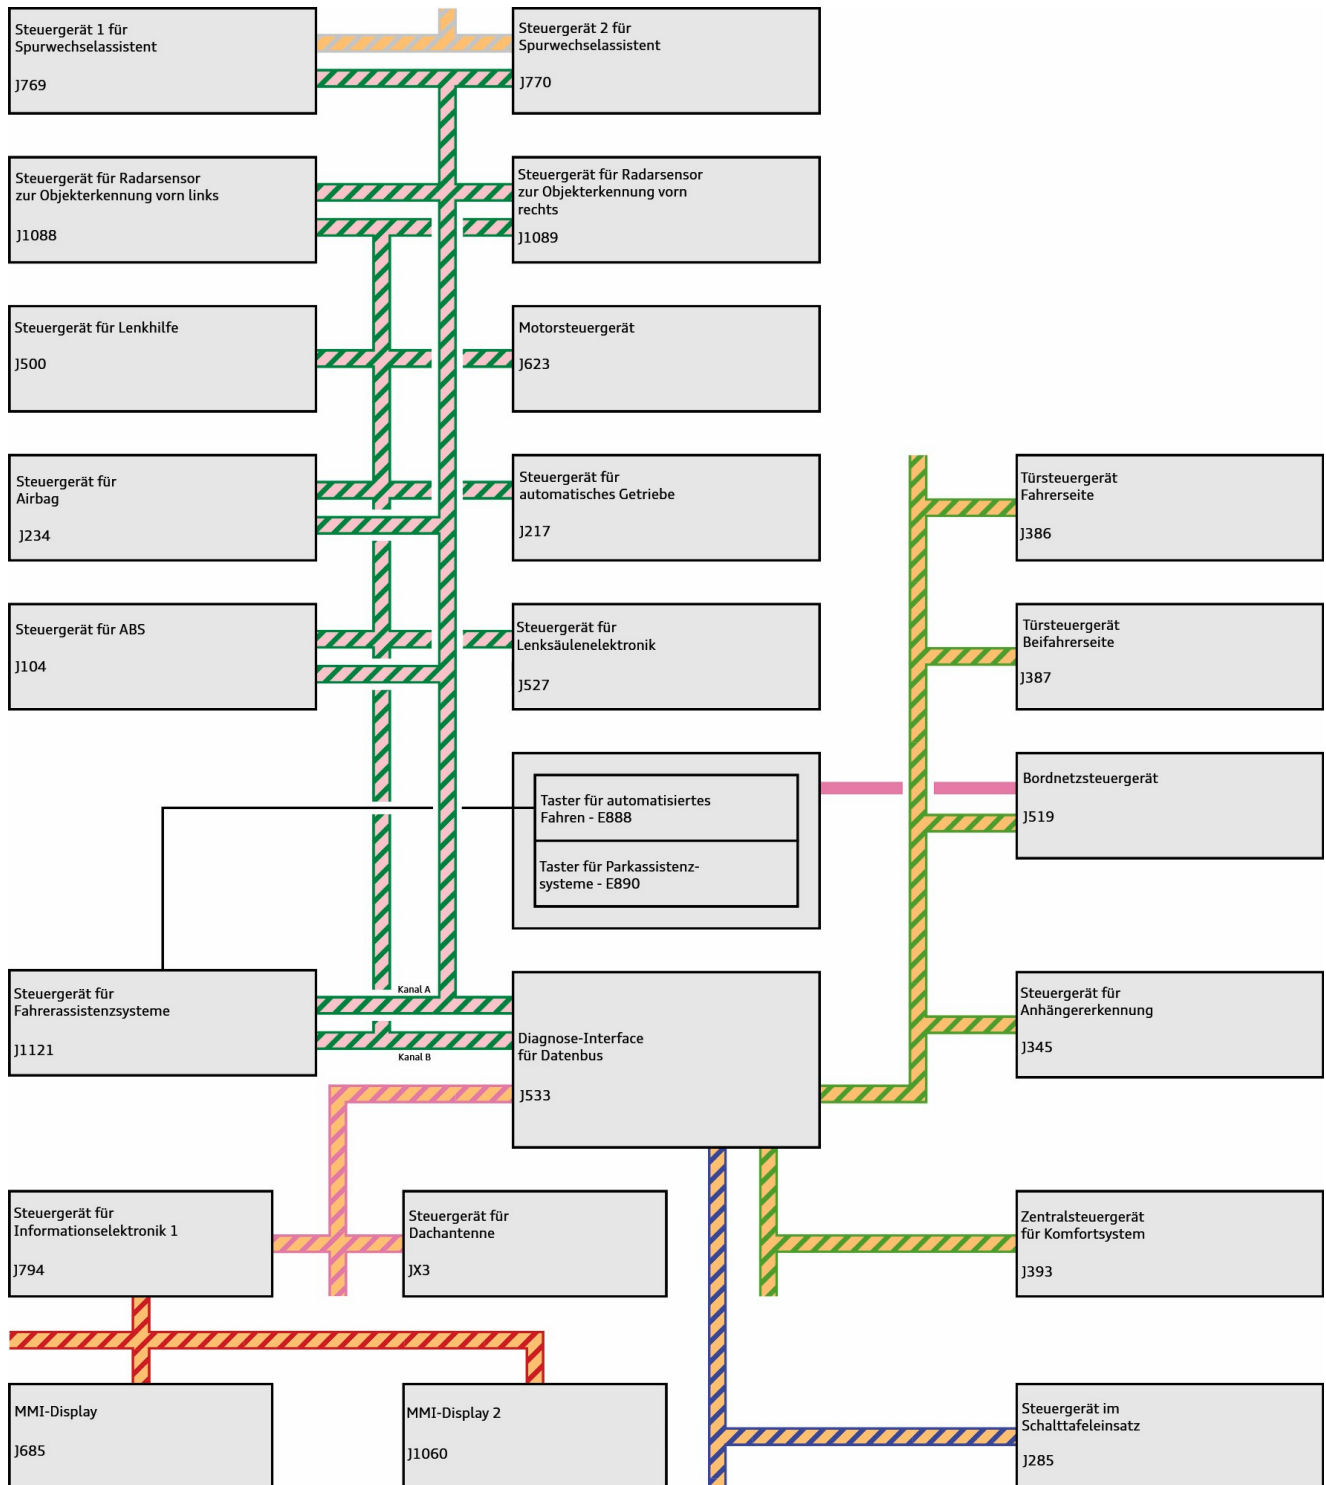 Steuergerät 1 für
Spurwechselassistent
J769
Steuergerät 2 für
Spurwechselassistent
J770
Steuergerät für Radarsensor
zur Objekterkennung vorn links
J1088
Steuergerät für Radarsensor
zur Objekterkennung vorn
rechts
J1089
Steuergerät für Lenkhilfe
J500
Motorsteuergerät
J623
Steuergerät für
Airbag
J234
Steuergerät für
automatisches Getriebe
J217
Türsteuergerät
Fahrerseite
J386
Steuergerät für ABS
J104
Steuergerät für
Lenksäulenelektronik
J527
Türsteuergerät
Beifahrerseite
J387
Taster für automatisiertes
Fahren - E888
Taster für Parkassistenz-
systeme - E890
Bordnetzsteuergerät
J519
Steuergerät für
Fahrerassistenzsysteme
J1121
Kanal A
Kanal B
Diagnose-Interface
für Datenbus
J533
Steuergerät für
Anhängererkennung
J345
Steuergerät für
Informationselektronik 1
J794
Steuergerät für
Dachantenne
JX3
Zentralsteuergerät
für Komfortsystem
J393
MMI-Display
J685
MMI-Display 2
J1060
Steuergerät im
Schalttafeleinsatz
J285